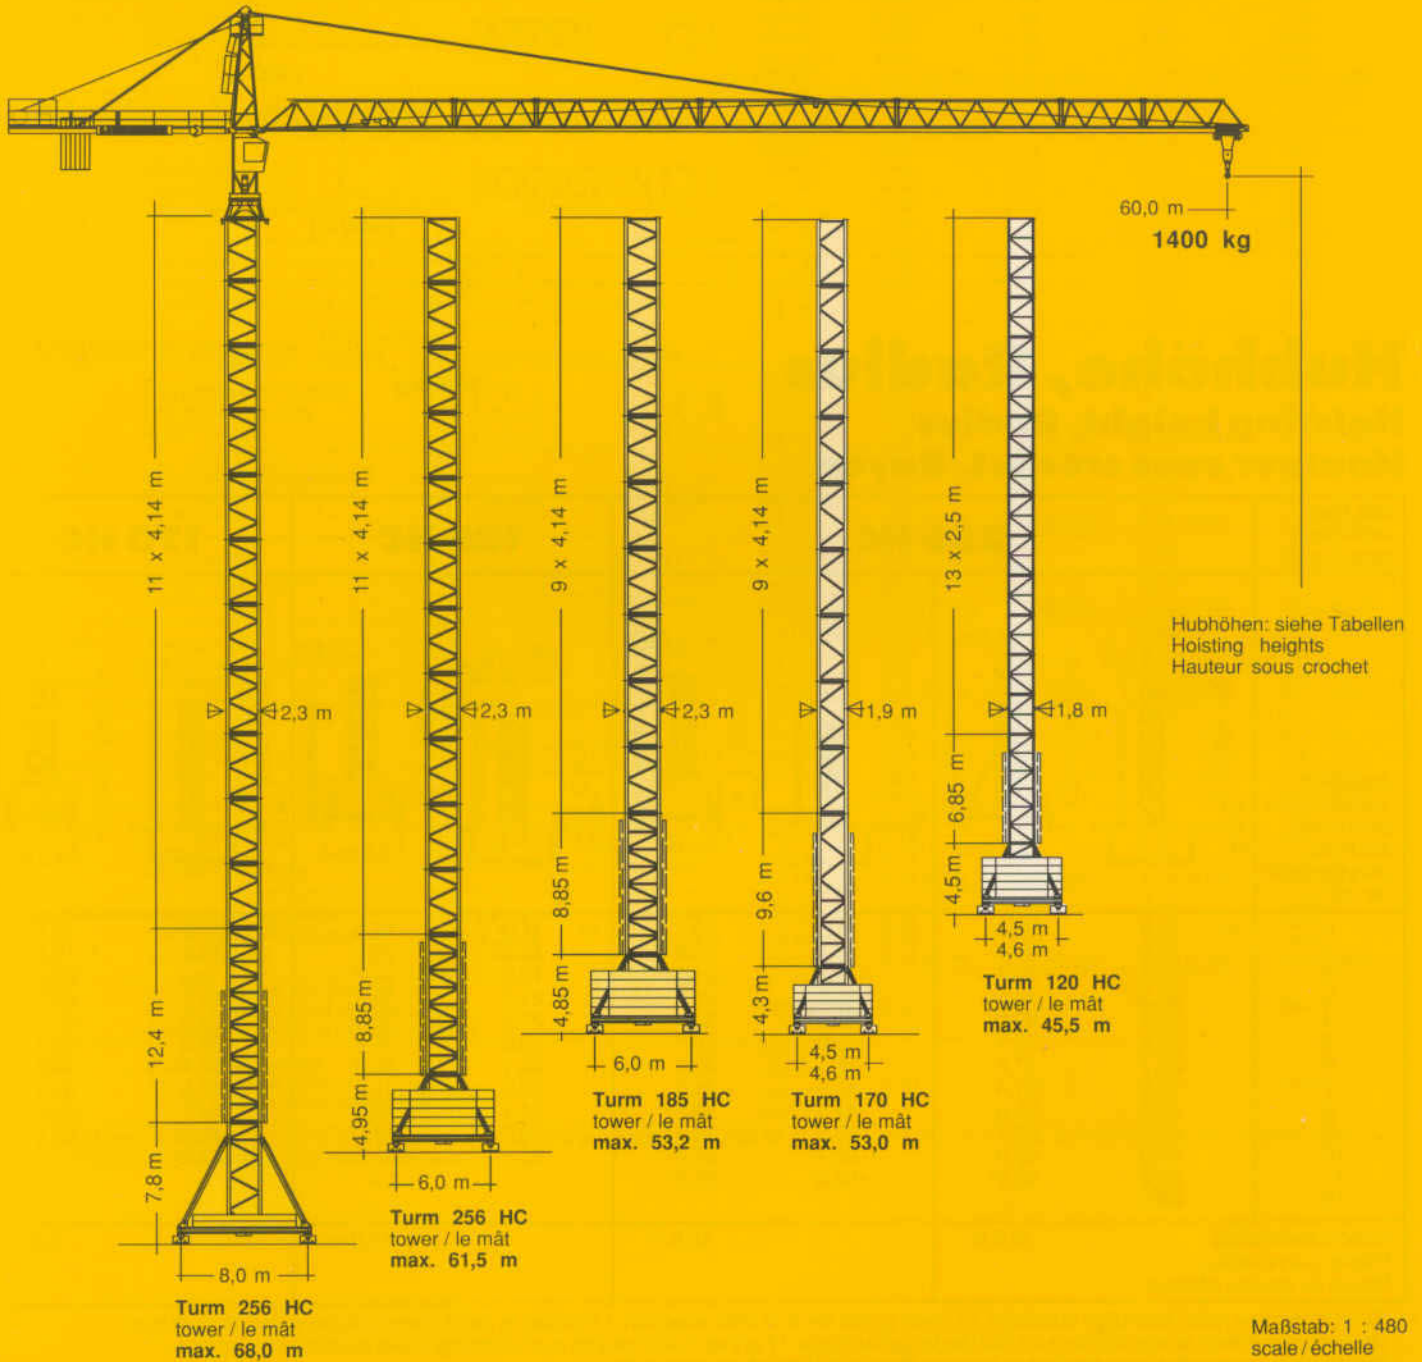 60,0 m
1400 kg
Hubhöhen: siehe Tabellen
Hoisting heights
Hauteur sous crochet
11 x 4,14 m
12,4 m
7,8 m
2,3 m
8,0 m
Turm 256 HC
tower / le mât
max. 68,0 m
11 x 4,14 m
8,85 m
4,95 m
2,3 m
6,0 m
Turm 256 HC
tower / le mât
max. 61,5 m
9 x 4,14 m
8,85 m
4,85 m
2,3 m
6,0 m
Turm 185 HC
tower / le mât
max. 53,2 m
9 x 4,14 m
9,6 m
4,3 m
1,9 m
4,5 m
4,6 m
Turm 170 HC
tower / le mât
max. 53,0 m
13 x 2,5 m
6,85 m
4,5 m
1,8 m
4,5 m
4,6 m
Turm 120 HC
tower / le mât
max. 45,5 m
Maßstab: 1 : 480
scale / échelle